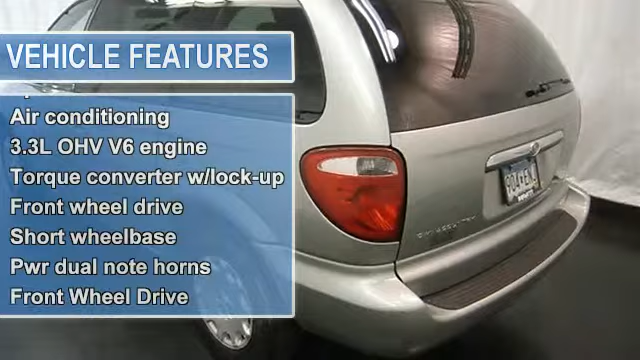 VEHICLE FEATURES
Air conditioning
3.3L OHV V6 engine
Torque converter w/lock-up
Front wheel drive
Short wheelbase
Pwr dual note horns
Front Wheel Drive